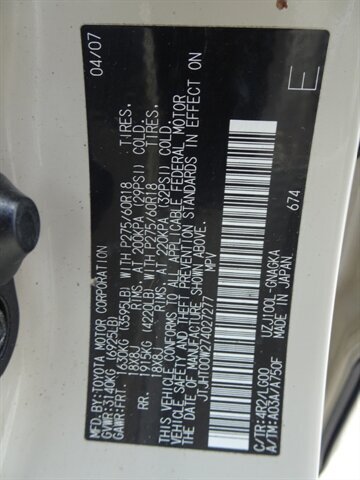 MFD. BY: TOYOTA MOTOR CORPORATION 04/07
GVWR: 3140KG (6925LB)
GAWR: FRT. 1630KG (3595LB) WITH P275/60R18 TIRES,
18X8J RIMS, AT 200KPA (29PSI) COLD.
RR. 1915KG (4220LB) WITH P275/60R18 TIRES,
18X8J RIMS, AT 220KPA (32PSI) COLD.
THIS VEHICLE CONFORMS TO ALL APPLICABLE FEDERAL MOTOR
VEHICLE SAFETY AND THEFT PREVENTION STANDARDS IN EFFECT ON
THE DATE OF MANUFACTURE SHOWN ABOVE.
JTJHT00W274027277 MPV E
C/TR: 4R2/LG00 UZJ100L-GNAGKA 674
A/TM: A03A/A750F MADE IN JAPAN